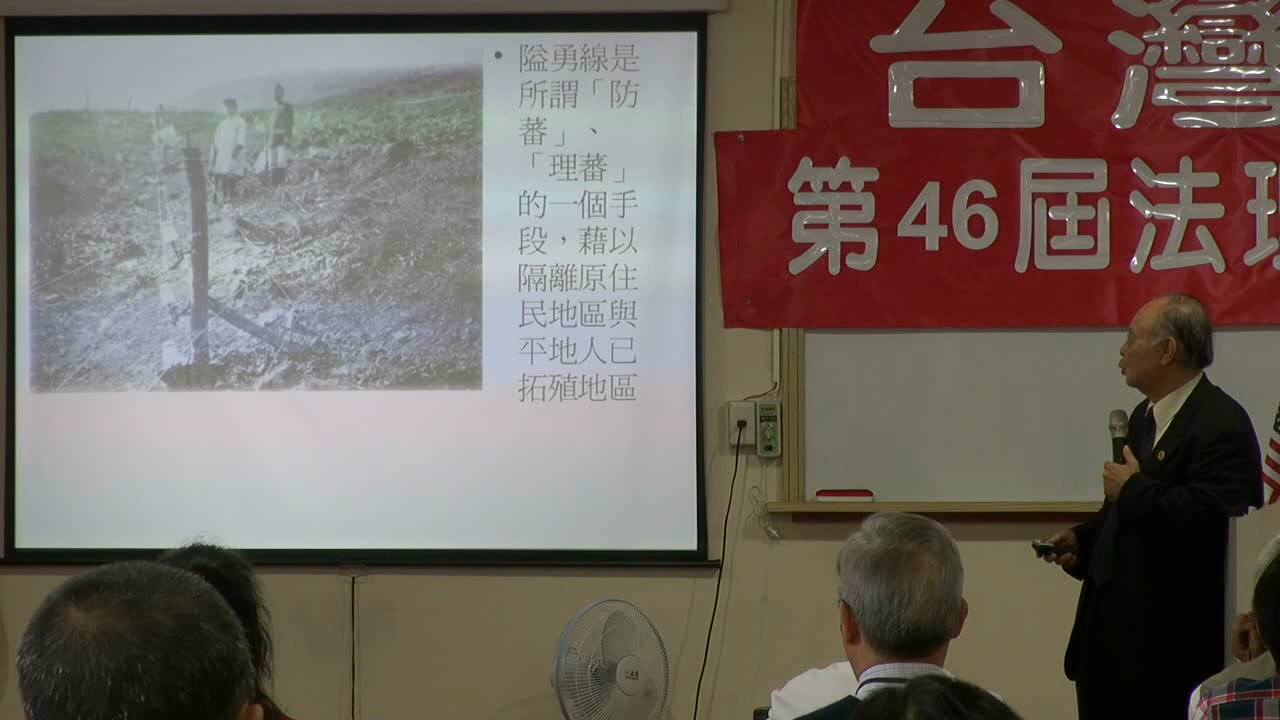 • 隘勇線是
所謂「防
蕃」、
「理蕃」
的一個手
段，藉以
隔離原住
民地區與
平地人已
拓殖地區
台灣
第46屆法理